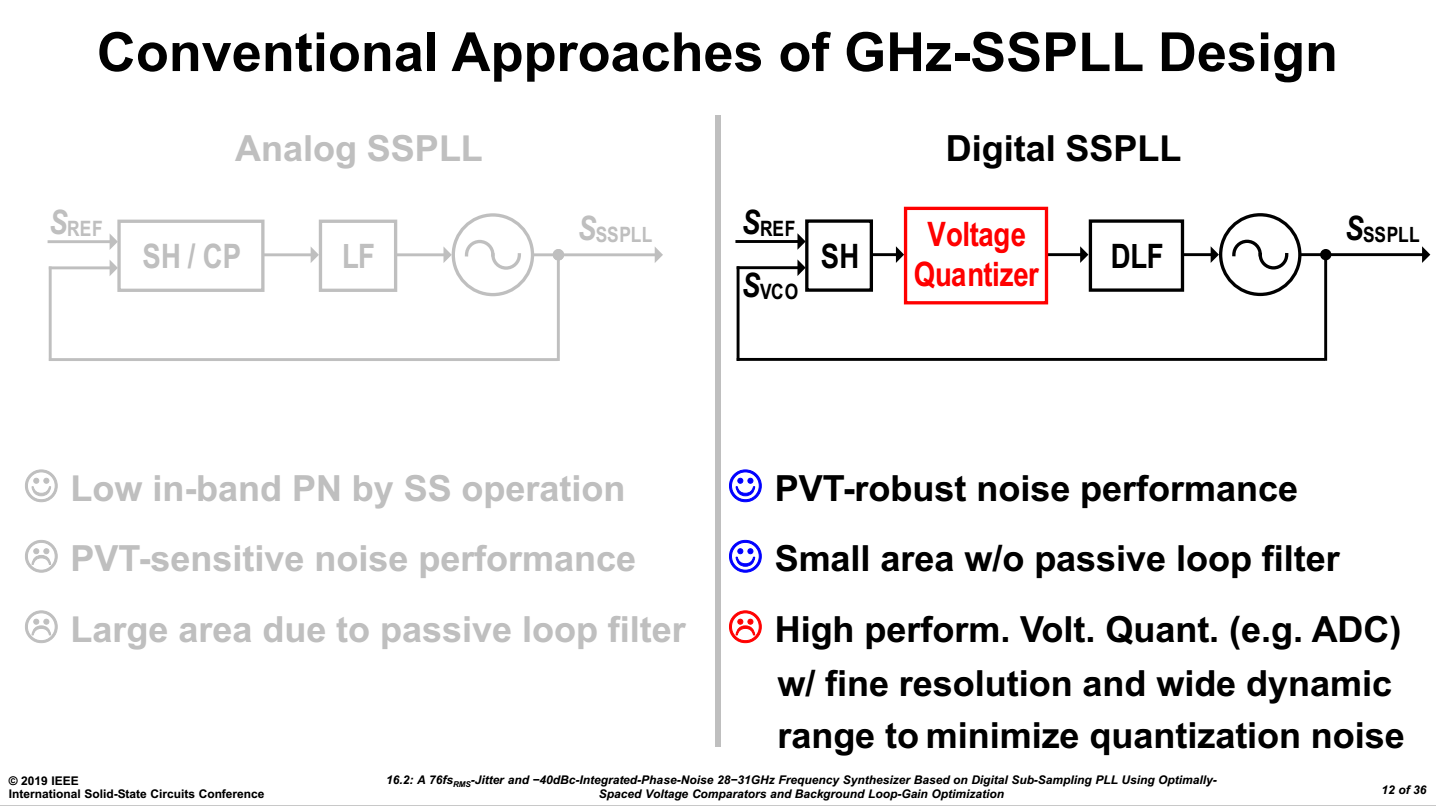 Conventional Approaches of GHz-SSPLL Design
Analog SSPLL
SREF
SH / CP
LF
SSSPLL
☺ Low in-band PN by SS operation
☹ PVT-sensitive noise performance
☹ Large area due to passive loop filter
Digital SSPLL
SREF
SVCO
SH
Voltage
Quantizer
DLF
SSSPLL
☺ PVT-robust noise performance
☺ Small area w/o passive loop filter
☹ High perform. Volt. Quant. (e.g. ADC)
w/ fine resolution and wide dynamic
range to minimize quantization noise
© 2019 IEEE
International Solid-State Circuits Conference
16.2: A 76fsRMS-Jitter and −40dBc-Integrated-Phase-Noise 28−31GHz Frequency Synthesizer Based on Digital Sub-Sampling PLL Using Optimally-
Spaced Voltage Comparators and Background Loop-Gain Optimization
12 of 36